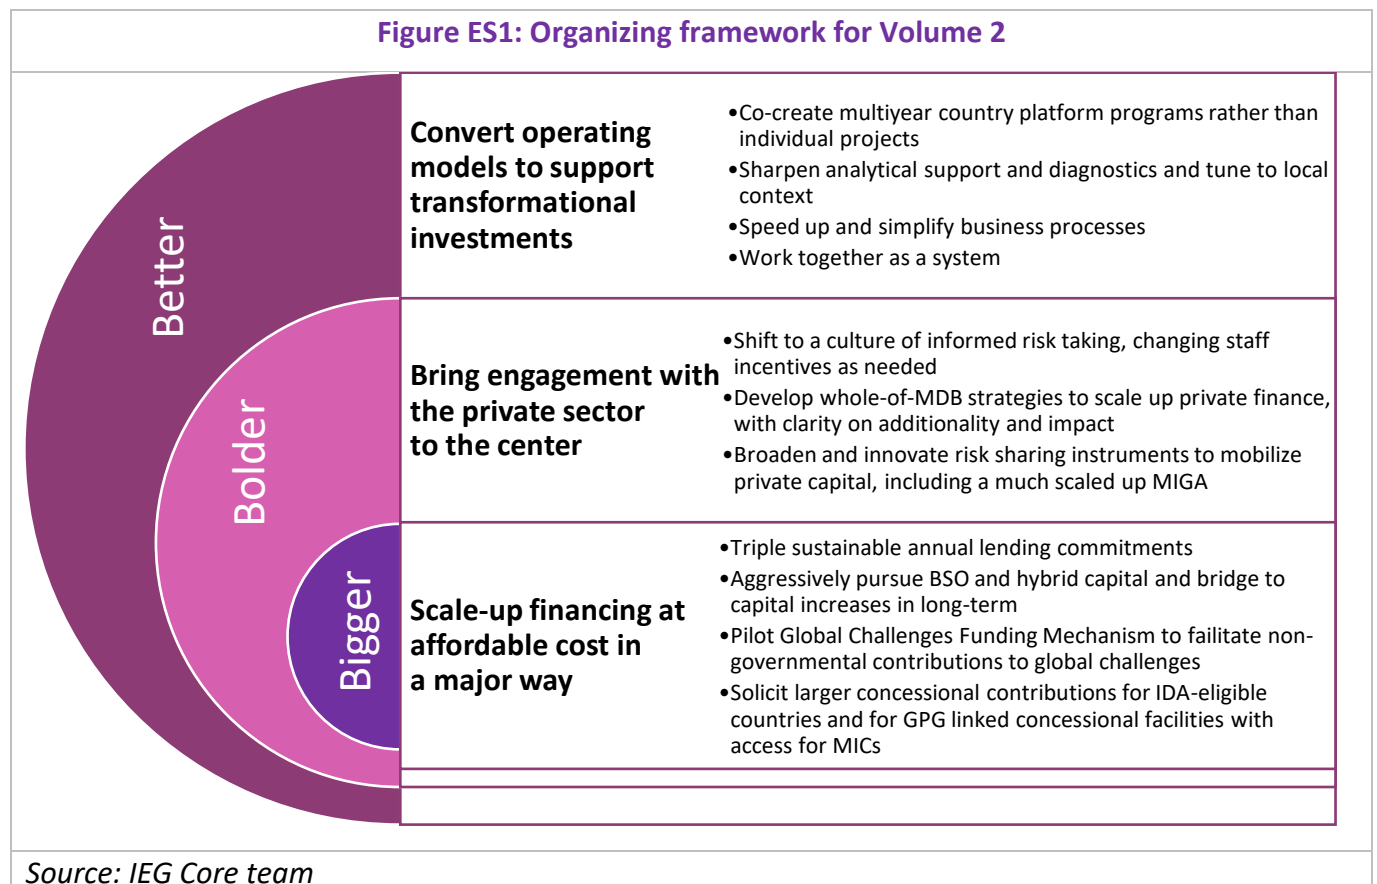 Figure ES1: Organizing framework for Volume 2
Better
Convert operating
models to support
transformational
investments
•Co-create multiyear country platform programs rather than
individual projects
•Sharpen analytical support and diagnostics and tune to local
context
•Speed up and simplify business processes
•Work together as a system
Bolder
Bring engagement with
the private sector
to the center
•Shift to a culture of informed risk taking, changing staff
incentives as needed
•Develop whole-of-MDB strategies to scale up private finance,
with clarity on additionality and impact
•Broaden and innovate risk sharing instruments to mobilize
private capital, including a much scaled up MIGA
Bigger
Scale-up financing at
affordable cost in
a major way
•Triple sustainable annual lending commitments
•Aggressively pursue BSO and hybrid capital and bridge to
capital increases in long-term
•Pilot Global Challenges Funding Mechanism to failitate non-
governmental contributions to global challenges
•Solicit larger concessional contributions for IDA-eligible
countries and for GPG linked concessional facilities with
access for MICs
Source: IEG Core team